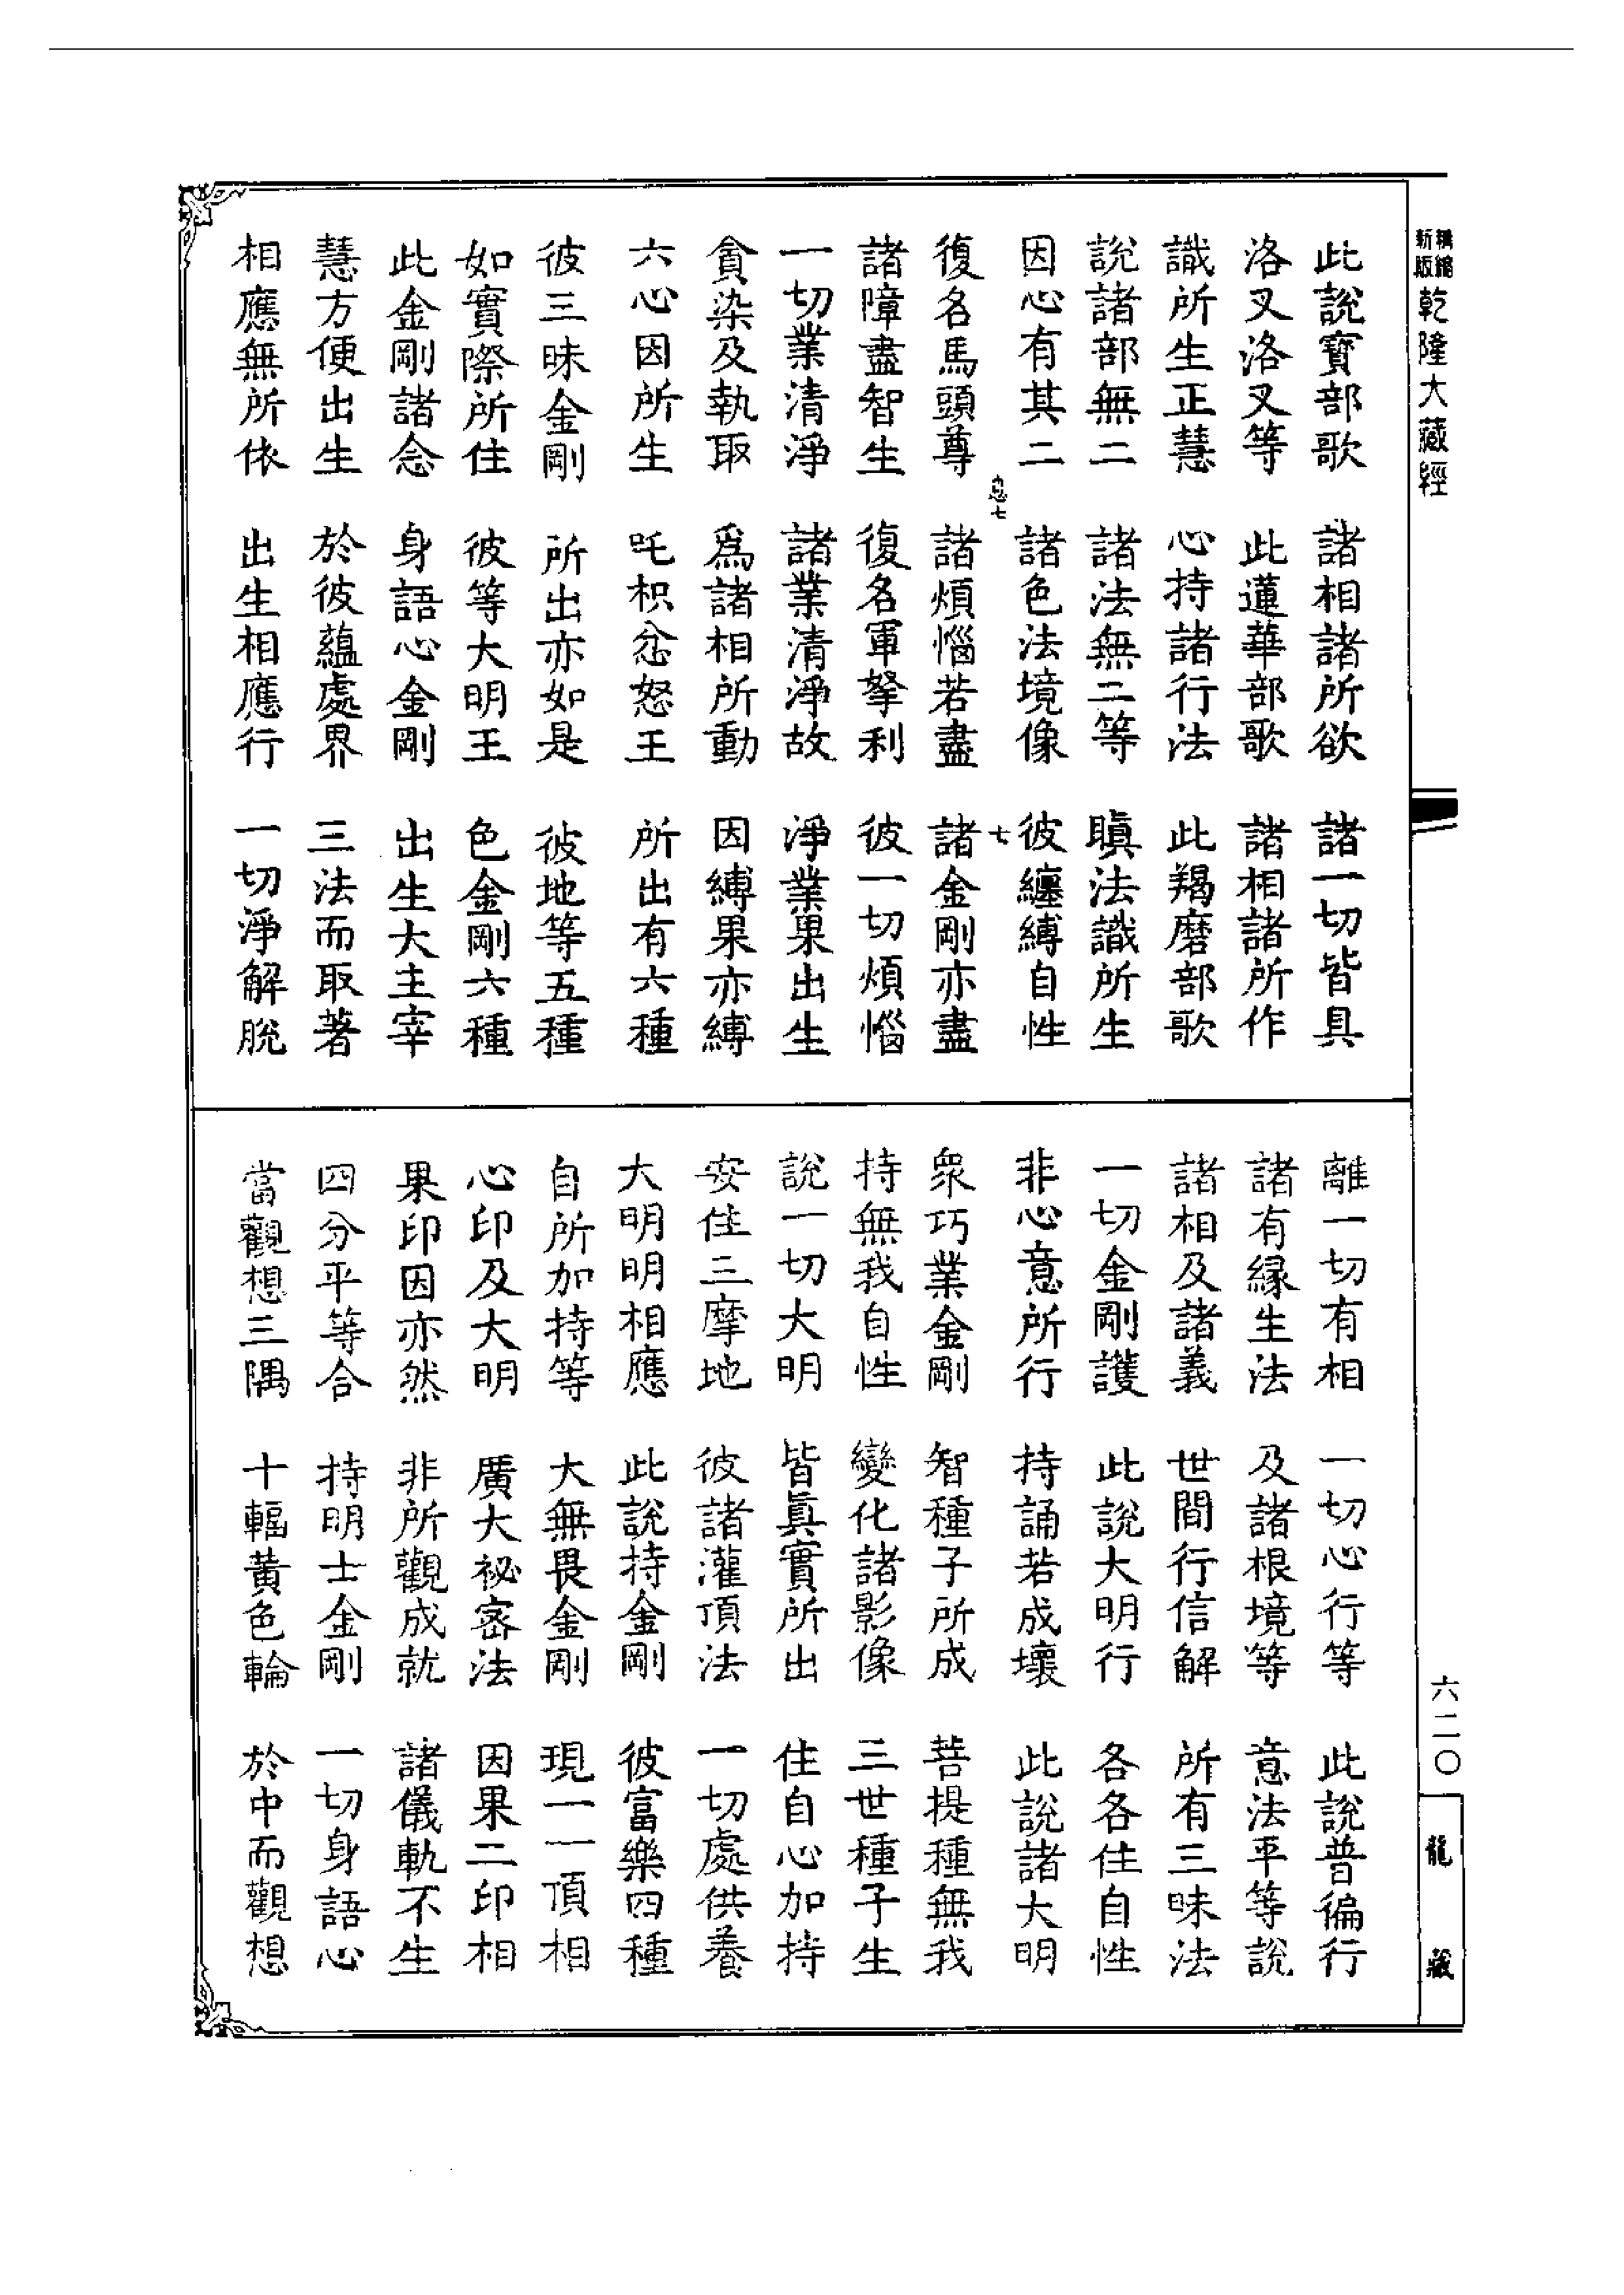 精縮新版乾隆大藏經
此說寶部歌　諸相諸所欲　諸一切皆具
洛叉洛叉等　此蓮華部歌　諸相諸所作
識所生正慧　心持諸行法　此羯磨部歌
說諸部無二　諸法無二等　瞋法識所生
因心有其二　諸色法境像　彼纏縛自性
七
復名馬頭尊　諸煩惱若盡　諸金剛亦盡
諸障盡智生　復名軍拏利　彼一切煩惱
一切業清淨　諸業清淨故　淨業果出生
貪染及執取　爲諸相所動　因縛果亦縛
六心因所生　吒枳忿怒王　所出有六種
彼三昧金剛　所出亦如是　彼地等五種
如實際所住　彼等大明王　色金剛六種
此金剛諸念　身語心金剛　出生大主宰
慧方便出生　於彼蘊處界　三法而取著
相應無所依　出生相應行　一切淨解脫
離一切有相　一切心行等　此說普徧行
諸有緣生法　及諸根境等　意法平等說
諸相及諸義　世間行信解　所有三昧法
一切金剛護　此說大明行　各各住自性
非心意所行　持誦若成壞　此說諸大明
衆巧業金剛　智種子所成　菩提種無我
持無我自性　變化諸影像　三世種子生
說一切大明　皆眞實所出　住自心加持
安住三摩地　彼諸灌頂法　一切處供養
大明明相應　此說持金剛　彼富樂四種
自所加持等　大無畏金剛　現一一頂相
心印及大明　廣大祕密法　因果二印相
果印因亦然　非所觀成就　諸儀軌不生
四分平等合　持明士金剛　一切身語心
當觀想三隅　十輻黃色輪　於中而觀想
六二〇
龍藏